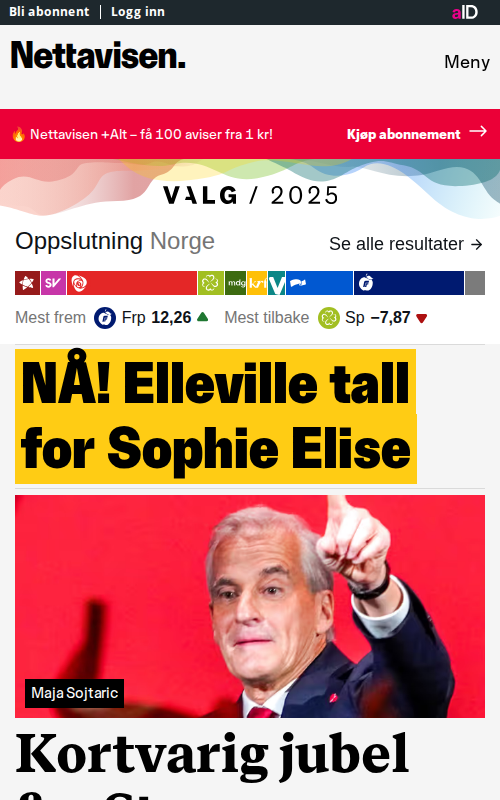 Bli abonnent | Logg inn
aID
Nettavisen.
Meny
🔥 Nettavisen +Alt – få 100 aviser fra 1 kr!
Kjøp abonnement →
VALG / 2025
Oppslutning Norge
Se alle resultater →
SV
mdg
krf
V
Mest frem Frp 12,26 ▲ Mest tilbake Sp −7,87 ▼
NÅ! Elleville tall
for Sophie Elise
Maja Sojtaric
Kortvarig jubel